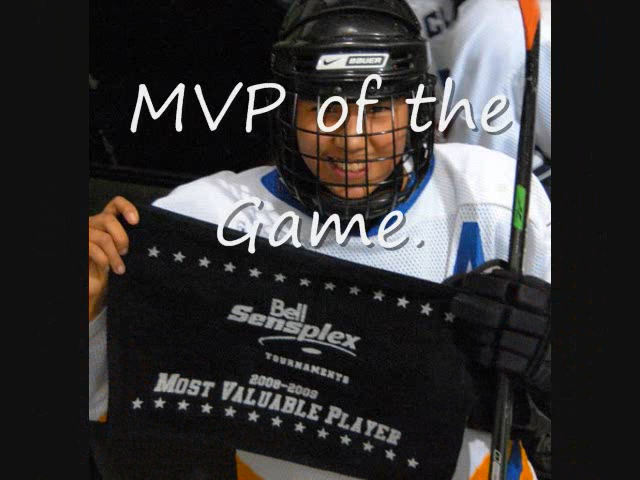 BAUER
MVP of the
Game.
A
Bell
Sensplex
TOURNAMENTS
2008-2009
MOST VALUABLE PLAYER